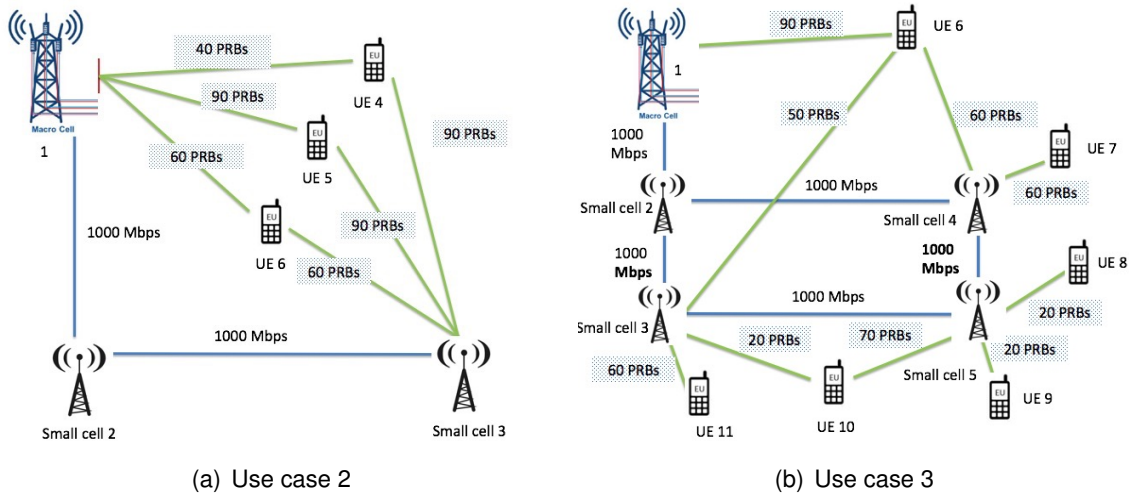 40 PRBs
EU
UE 4
90 PRBs
EU
UE 5
90 PRBs
Macro Cell
1
60 PRBs
EU
UE 6
90 PRBs
60 PRBs
1000 Mbps
1000 Mbps
Small cell 2
Small cell 3
(a) Use case 2
90 PRBs
EU
UE 6
1
Macro Cell
50 PRBs
60 PRBs
1000
Mbps
EU
UE 7
1000 Mbps
60 PRBs
Small cell 2
Small cell 4
1000
Mbps
1000
Mbps
EU
UE 8
1000 Mbps
20 PRBs
Small cell 3
20 PRBs
70 PRBs
20 PRBs
60 PRBs
Small cell 5
EU
UE 11
EU
UE 10
EU
UE 9
(b) Use case 3